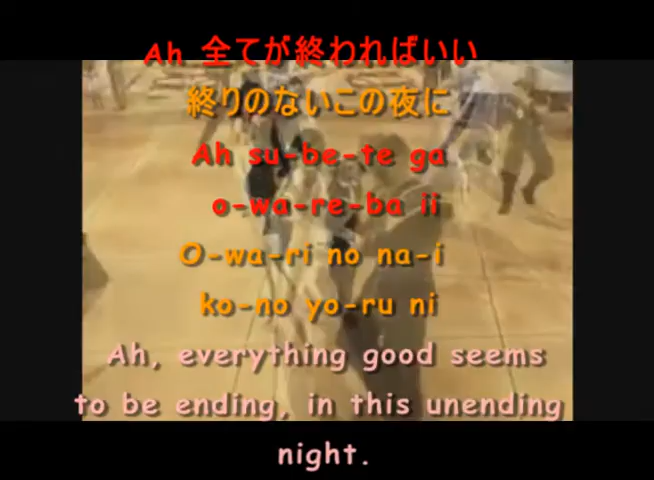 Ah 全てが終わればいい
終りのないこの夜に
Ah su-be-te ga
o-wa-re-ba ii
O-wa-ri no na-i
ko-no yo-ru ni
Ah, everything good seems
to be ending, in this unending
night.